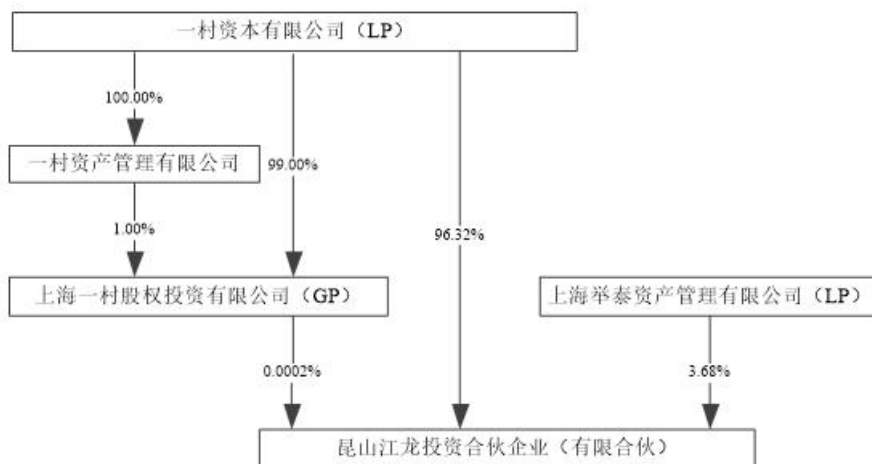 一村资本有限公司（LP）
100.00%
一村资产管理有限公司
99.00%
1.00%
96.32%
上海一村股权投资有限公司（GP）
上海举泰资产管理有限公司（LP）
0.0002%
3.68%
昆山江龙投资合伙企业（有限合伙）